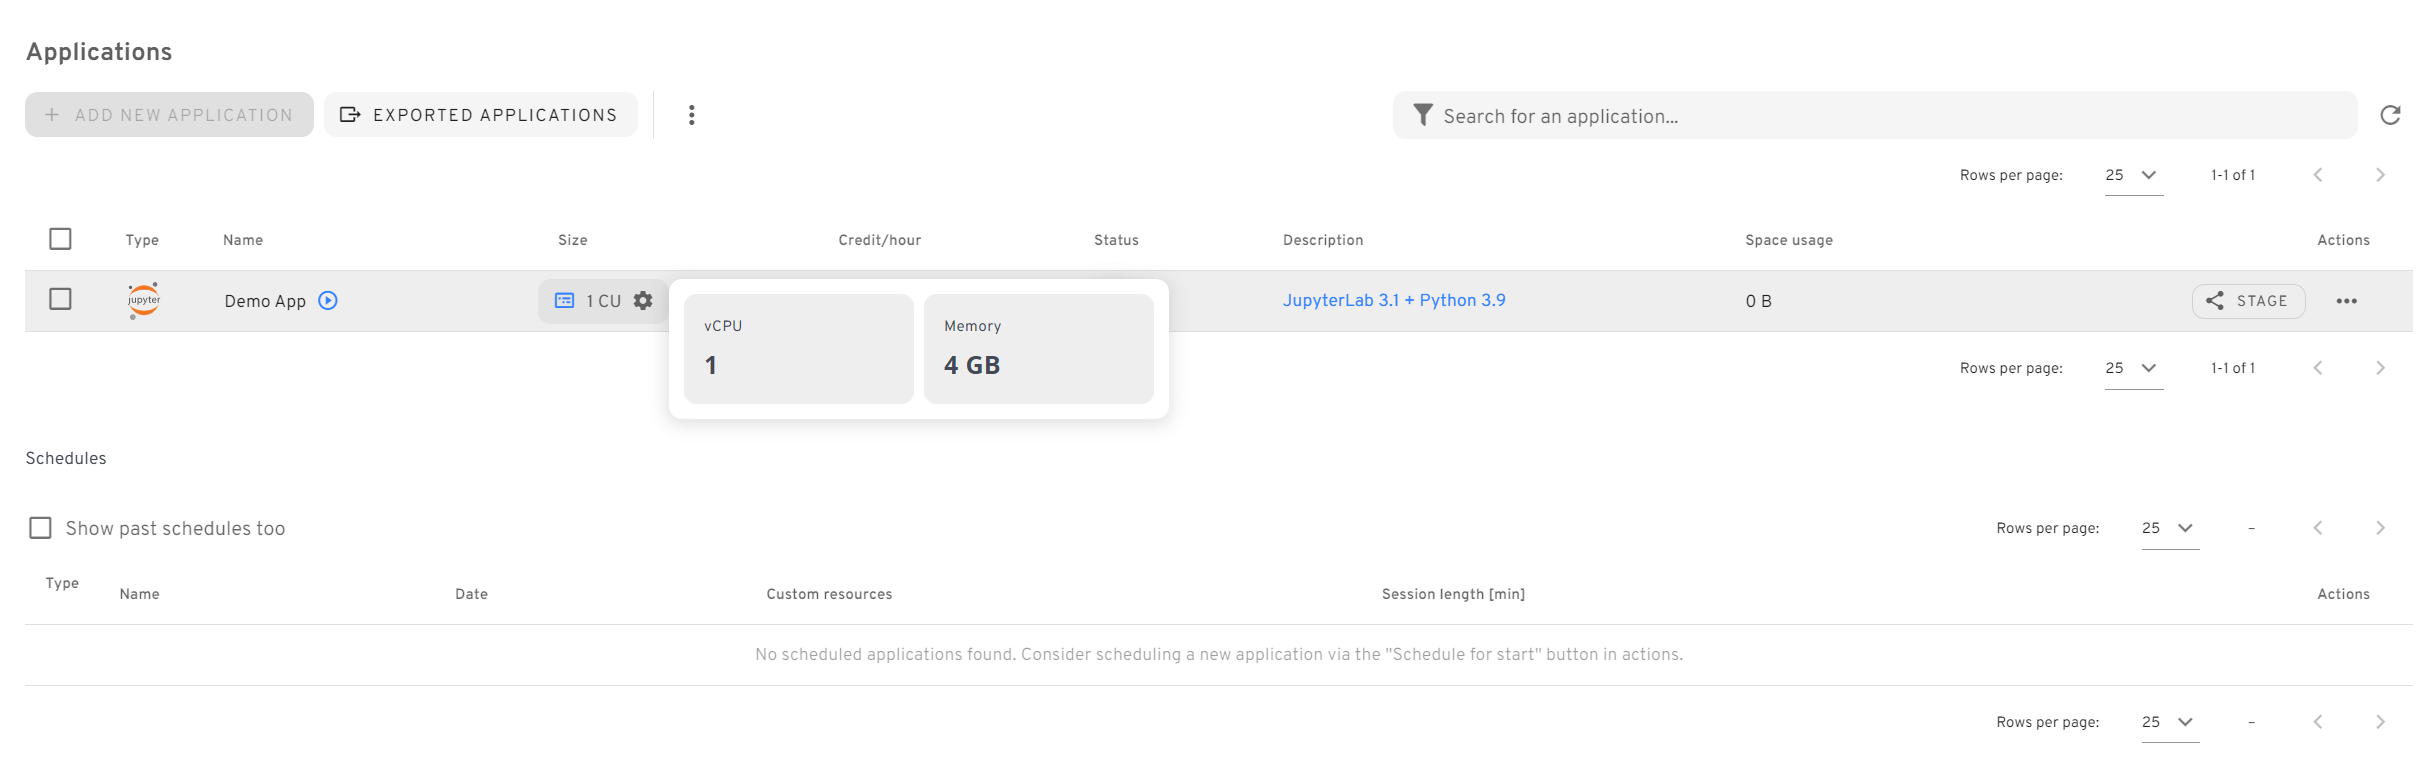 Applications
+ ADD NEW APPLICATION EXPORTED APPLICATIONS Search for an application...
Rows per page: 25 1-1 of 1
Type Name Size Credit/hour Status Description Space usage Actions
jupyter Demo App 1 CU JupyterLab 3.1 + Python 3.9 0 B STAGE
vCPU Memory
1 4 GB
Rows per page: 25 1-1 of 1
Schedules
Show past schedules too Rows per page: 25 –
Type Name Date Custom resources Session length [min] Actions
No scheduled applications found. Consider scheduling a new application via the "Schedule for start" button in actions.
Rows per page: 25 –